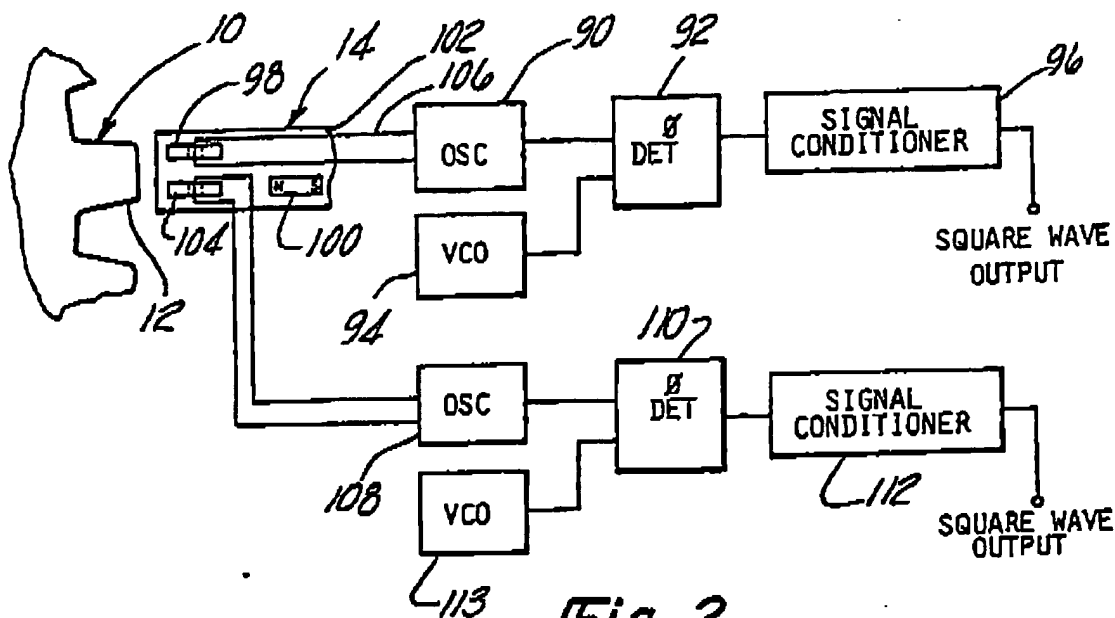 10
98
14
102
106
90
92
96
OSC
Ø
DET
SIGNAL
CONDITIONER
N S
104
100
VCO
SQUARE WAVE
OUTPUT
12
94
110
OSC
Ø
DET
SIGNAL
CONDITIONER
108
VCO
112
SQUARE WAVE
OUTPUT
113